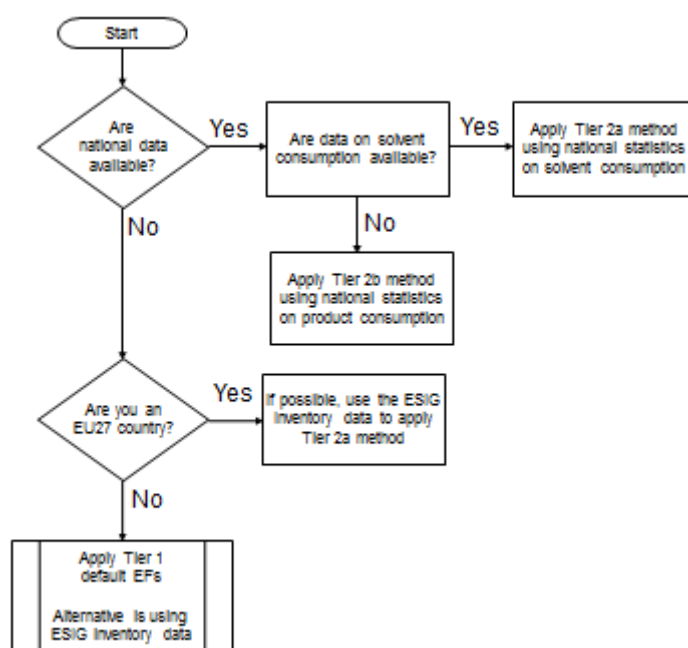 Start
Are
national data
available?
Yes
Are data on solvent
consumption available?
Yes
Apply Tier 2a method
using national statistics
on solvent consumption
No
No
Apply Tier 2b method
using national statistics
on product consumption
Are you an
EU27 country?
Yes
If possible, use the ESIG
Inventory data to apply
Tier 2a method
No
Apply Tier 1
default EFs
Alternative is using
ESIG Inventory data